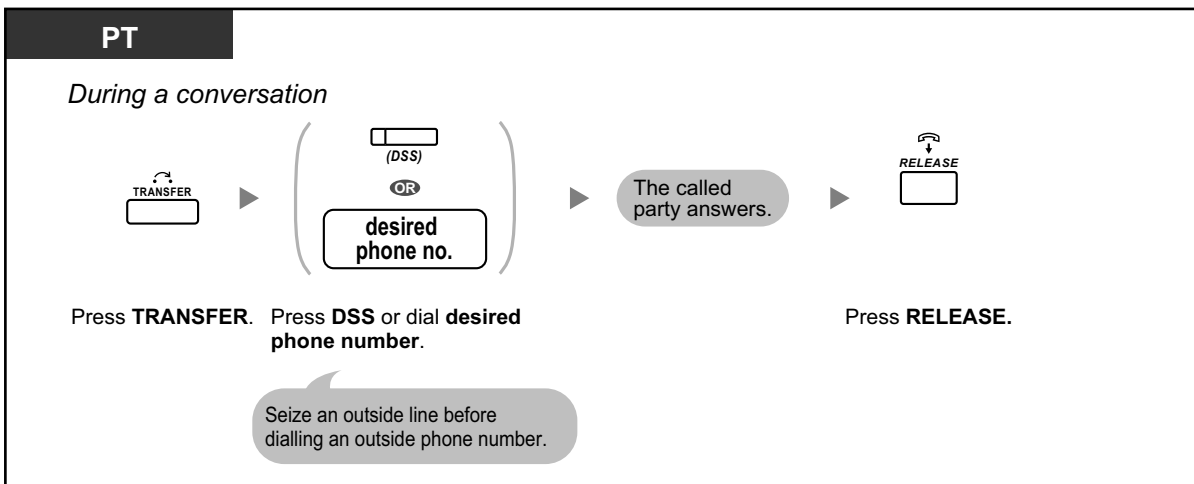 PT
During a conversation
TRANSFER
(DSS)
OR
desired
phone no.
The called
party answers.
RELEASE
Press TRANSFER.
Press DSS or dial desired
phone number.
Press RELEASE.
Seize an outside line before
dialling an outside phone number.